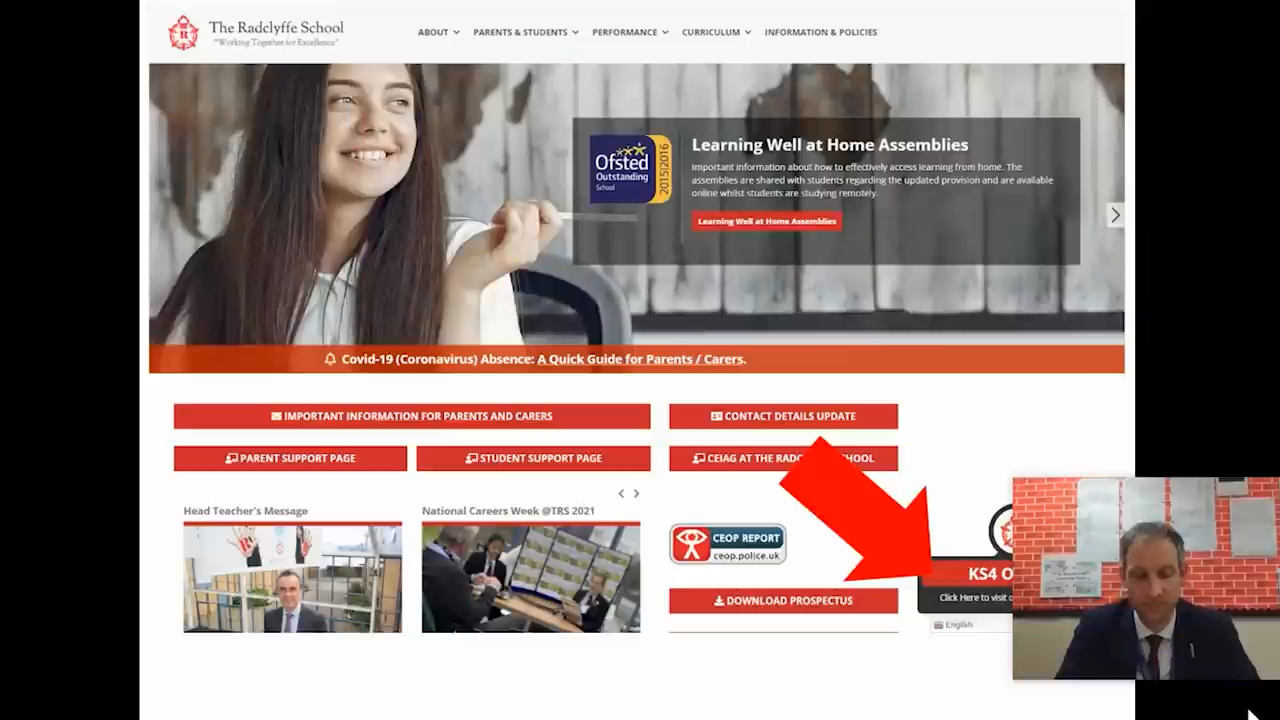 The Radclyffe School
"Working Together for Excellence"
ABOUT
PARENTS & STUDENTS
PERFORMANCE
CURRICULUM
INFORMATION & POLICIES
Ofsted
Outstanding
School
2015|2016
Learning Well at Home Assemblies
Important information about how to effectively access learning from home. The
assemblies are shared with students regarding the updated provision and are available
online whilst students are studying remotely.
Learning Well at Home Assemblies
Covid-19 (Coronavirus) Absence: A Quick Guide for Parents / Carers.
IMPORTANT INFORMATION FOR PARENTS AND CARERS
CONTACT DETAILS UPDATE
PARENT SUPPORT PAGE
STUDENT SUPPORT PAGE
CEIAG AT THE
Head Teacher's Message
National Careers Week @TRS 2021
CEOP REPORT
ceop.police.uk
KS4
DOWNLOAD PROSPECTUS
Click Here to visit
English